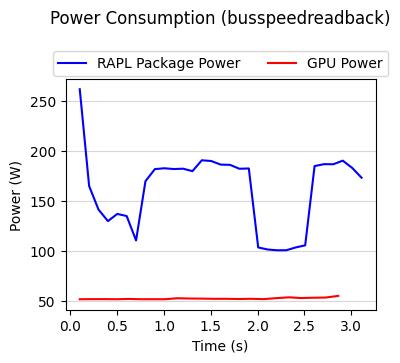 Power Consumption (busspeedreadback)
RAPL Package Power
GPU Power
250
200
150
100
50
Power (W)
0.0 0.5 1.0 1.5 2.0 2.5 3.0
Time (s)